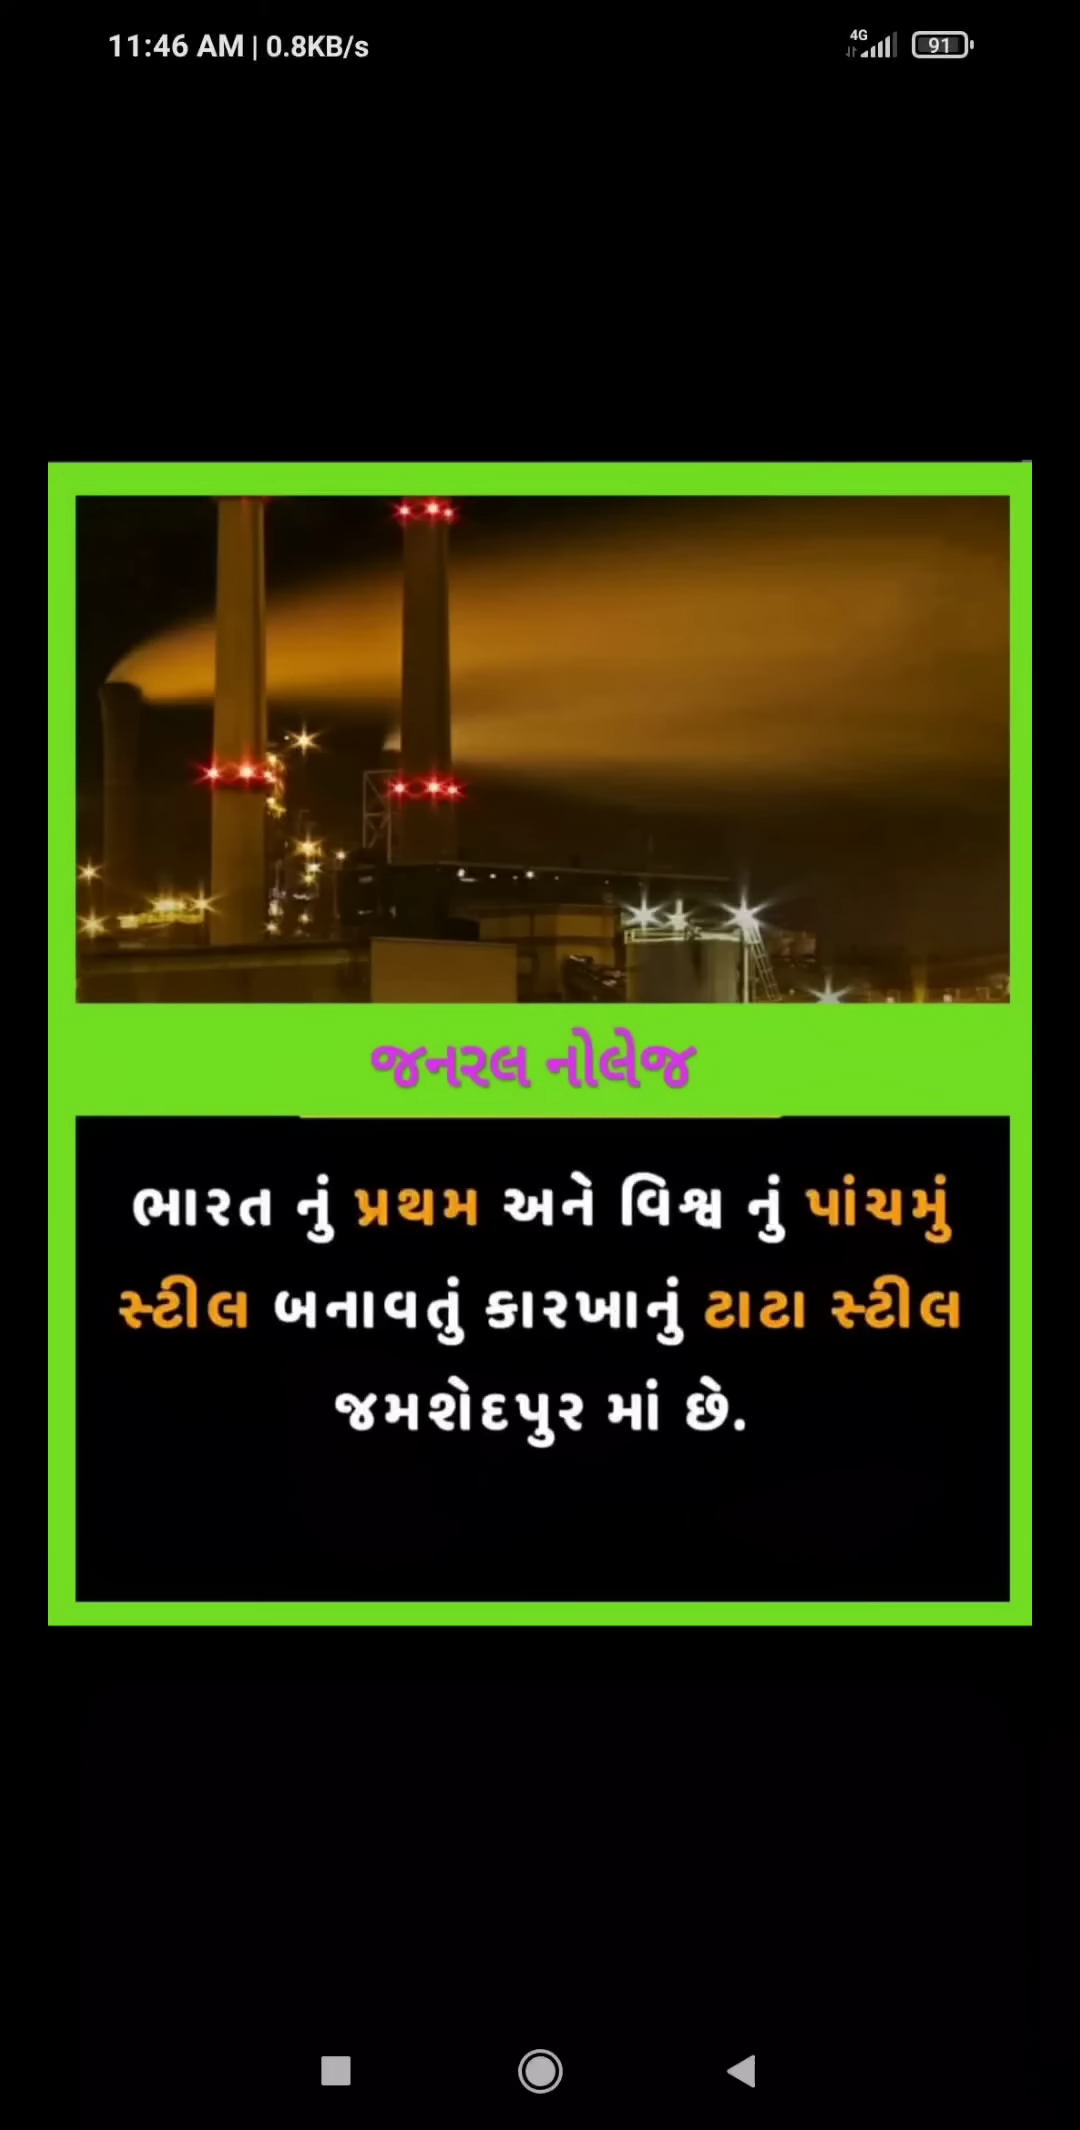 11:46 AM | 0.8KB/s
4G
91
જનરલ નોલેજ
ભારત નું પ્રથમ અને વિશ્વ નું પાંચમું
સ્ટીલ બનાવતું કારખાનું ટાટા સ્ટીલ
જમશેદપુર માં છે.